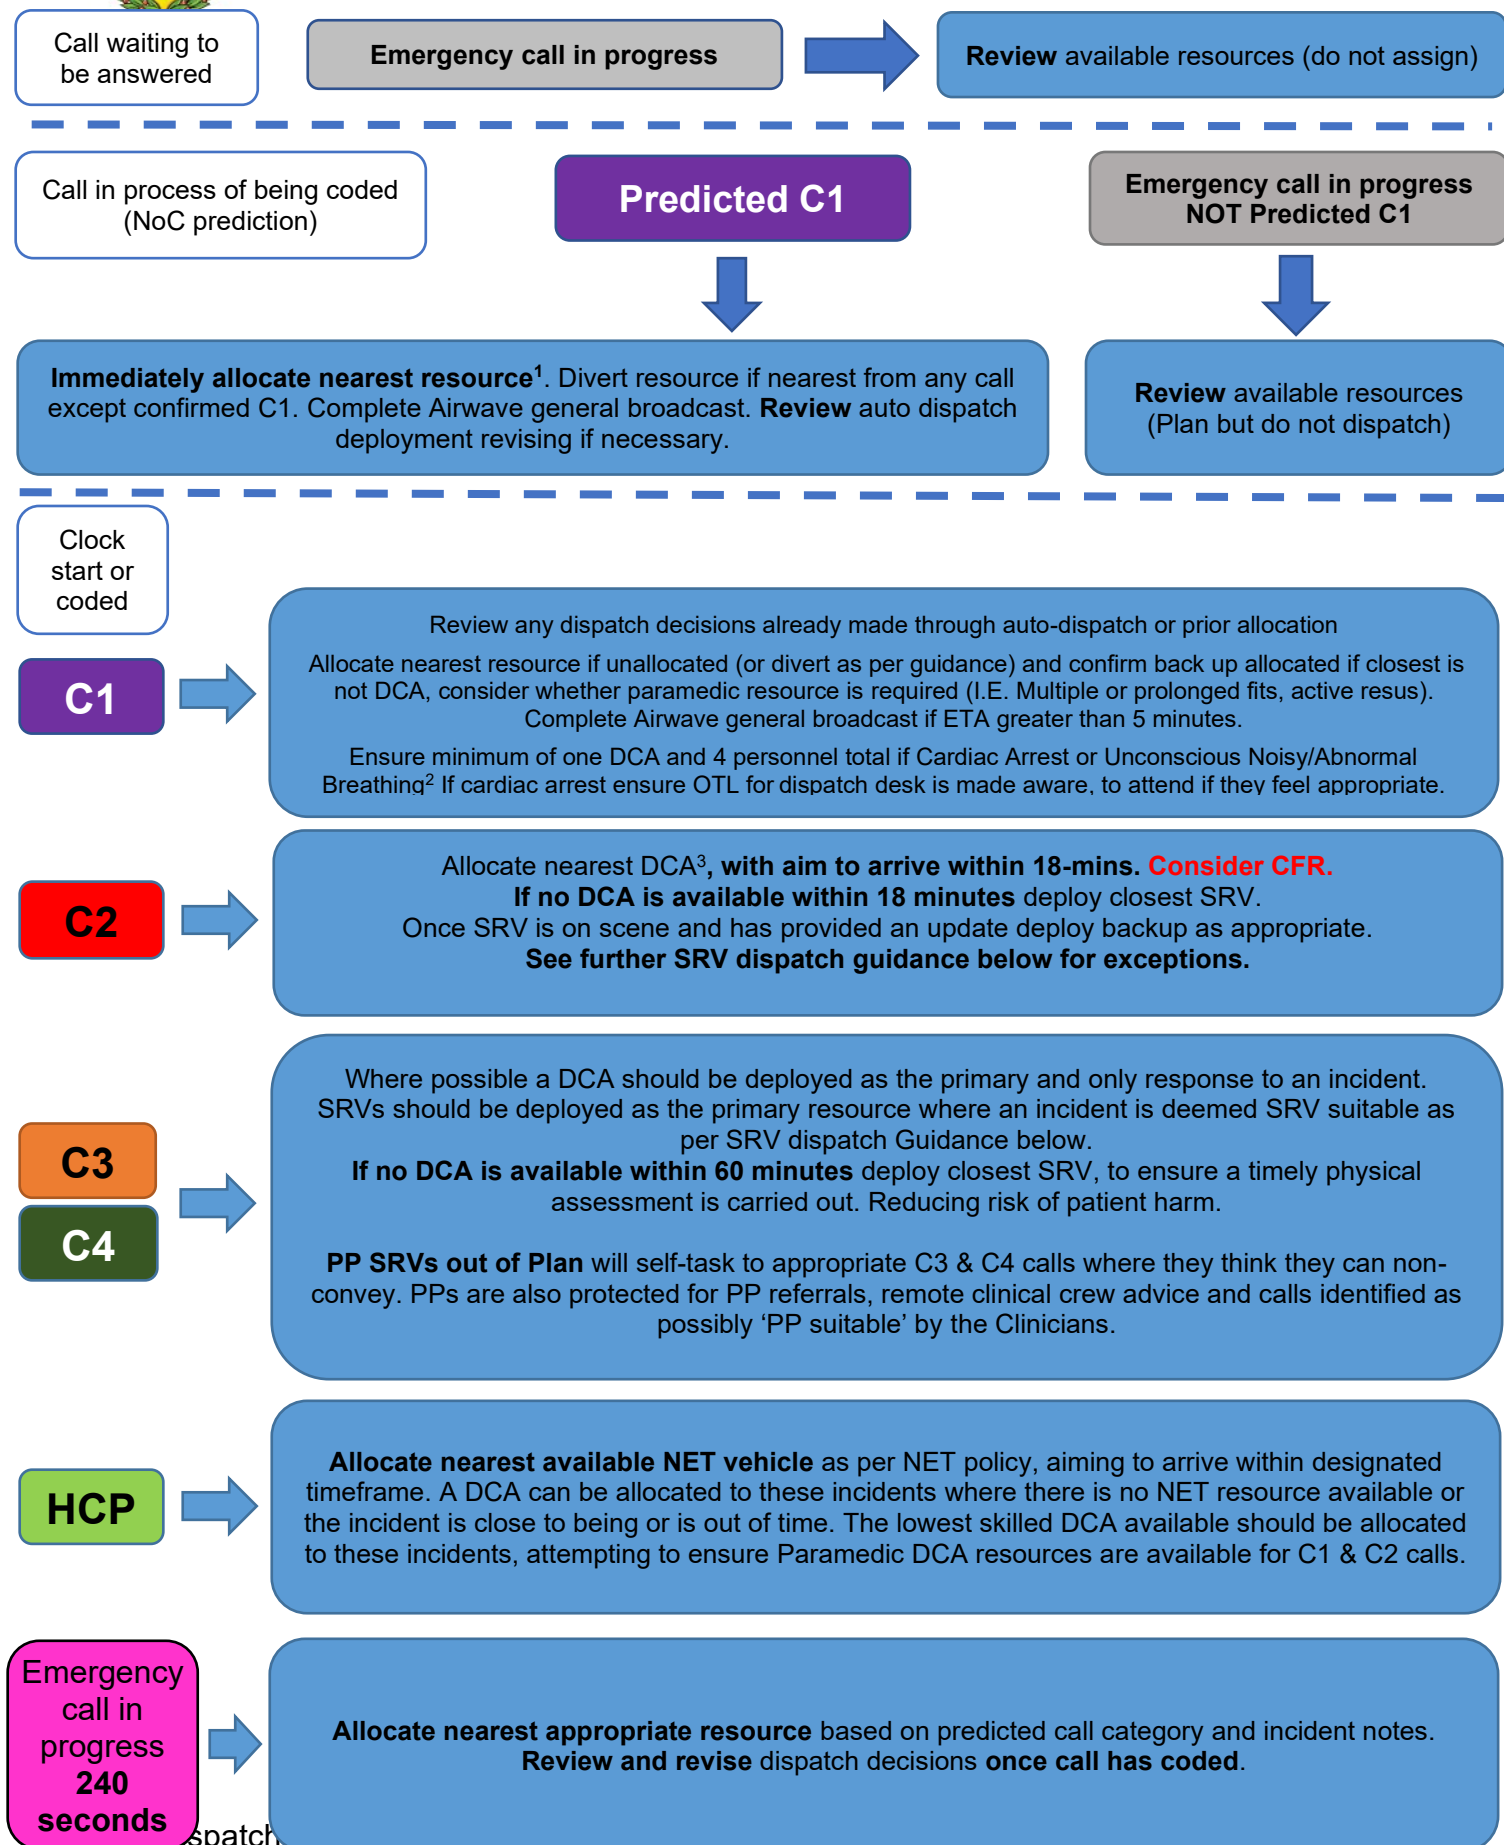 Call waiting to
be answered
Emergency call in progress
Review available resources (do not assign)
Call in process of being coded
(NoC prediction)
Predicted C1
Emergency call in progress
NOT Predicted C1
Immediately allocate nearest resource¹. Divert resource if nearest from any call
except confirmed C1. Complete Airwave general broadcast. Review auto dispatch
deployment revising if necessary.
Review available resources
(Plan but do not dispatch)
Clock
start or
coded
C1
Review any dispatch decisions already made through auto-dispatch or prior allocation
Allocate nearest resource if unallocated (or divert as per guidance) and confirm back up allocated if closest is
not DCA, consider whether paramedic resource is required (I.E. Multiple or prolonged fits, active resus).
Complete Airwave general broadcast if ETA greater than 5 minutes.
Ensure minimum of one DCA and 4 personnel total if Cardiac Arrest or Unconscious Noisy/Abnormal
Breathing² If cardiac arrest ensure OTL for dispatch desk is made aware, to attend if they feel appropriate.
C2
Allocate nearest DCA³, with aim to arrive within 18-mins. Consider CFR.
If no DCA is available within 18 minutes deploy closest SRV.
Once SRV is on scene and has provided an update deploy backup as appropriate.
See further SRV dispatch guidance below for exceptions.
C3
C4
Where possible a DCA should be deployed as the primary and only response to an incident.
SRVs should be deployed as the primary resource where an incident is deemed SRV suitable as
per SRV dispatch Guidance below.
If no DCA is available within 60 minutes deploy closest SRV, to ensure a timely physical
assessment is carried out. Reducing risk of patient harm.
PP SRVs out of Plan will self-task to appropriate C3 & C4 calls where they think they can non-
convey. PPs are also protected for PP referrals, remote clinical crew advice and calls identified as
possibly ‘PP suitable’ by the Clinicians.
HCP
Allocate nearest available NET vehicle as per NET policy, aiming to arrive within designated
timeframe. A DCA can be allocated to these incidents where there is no NET resource available or
the incident is close to being or is out of time. The lowest skilled DCA available should be allocated
to these incidents, attempting to ensure Paramedic DCA resources are available for C1 & C2 calls.
Emergency
call in
progress
240
seconds
Allocate nearest appropriate resource based on predicted call category and incident notes.
Review and revise dispatch decisions once call has coded.
spatch